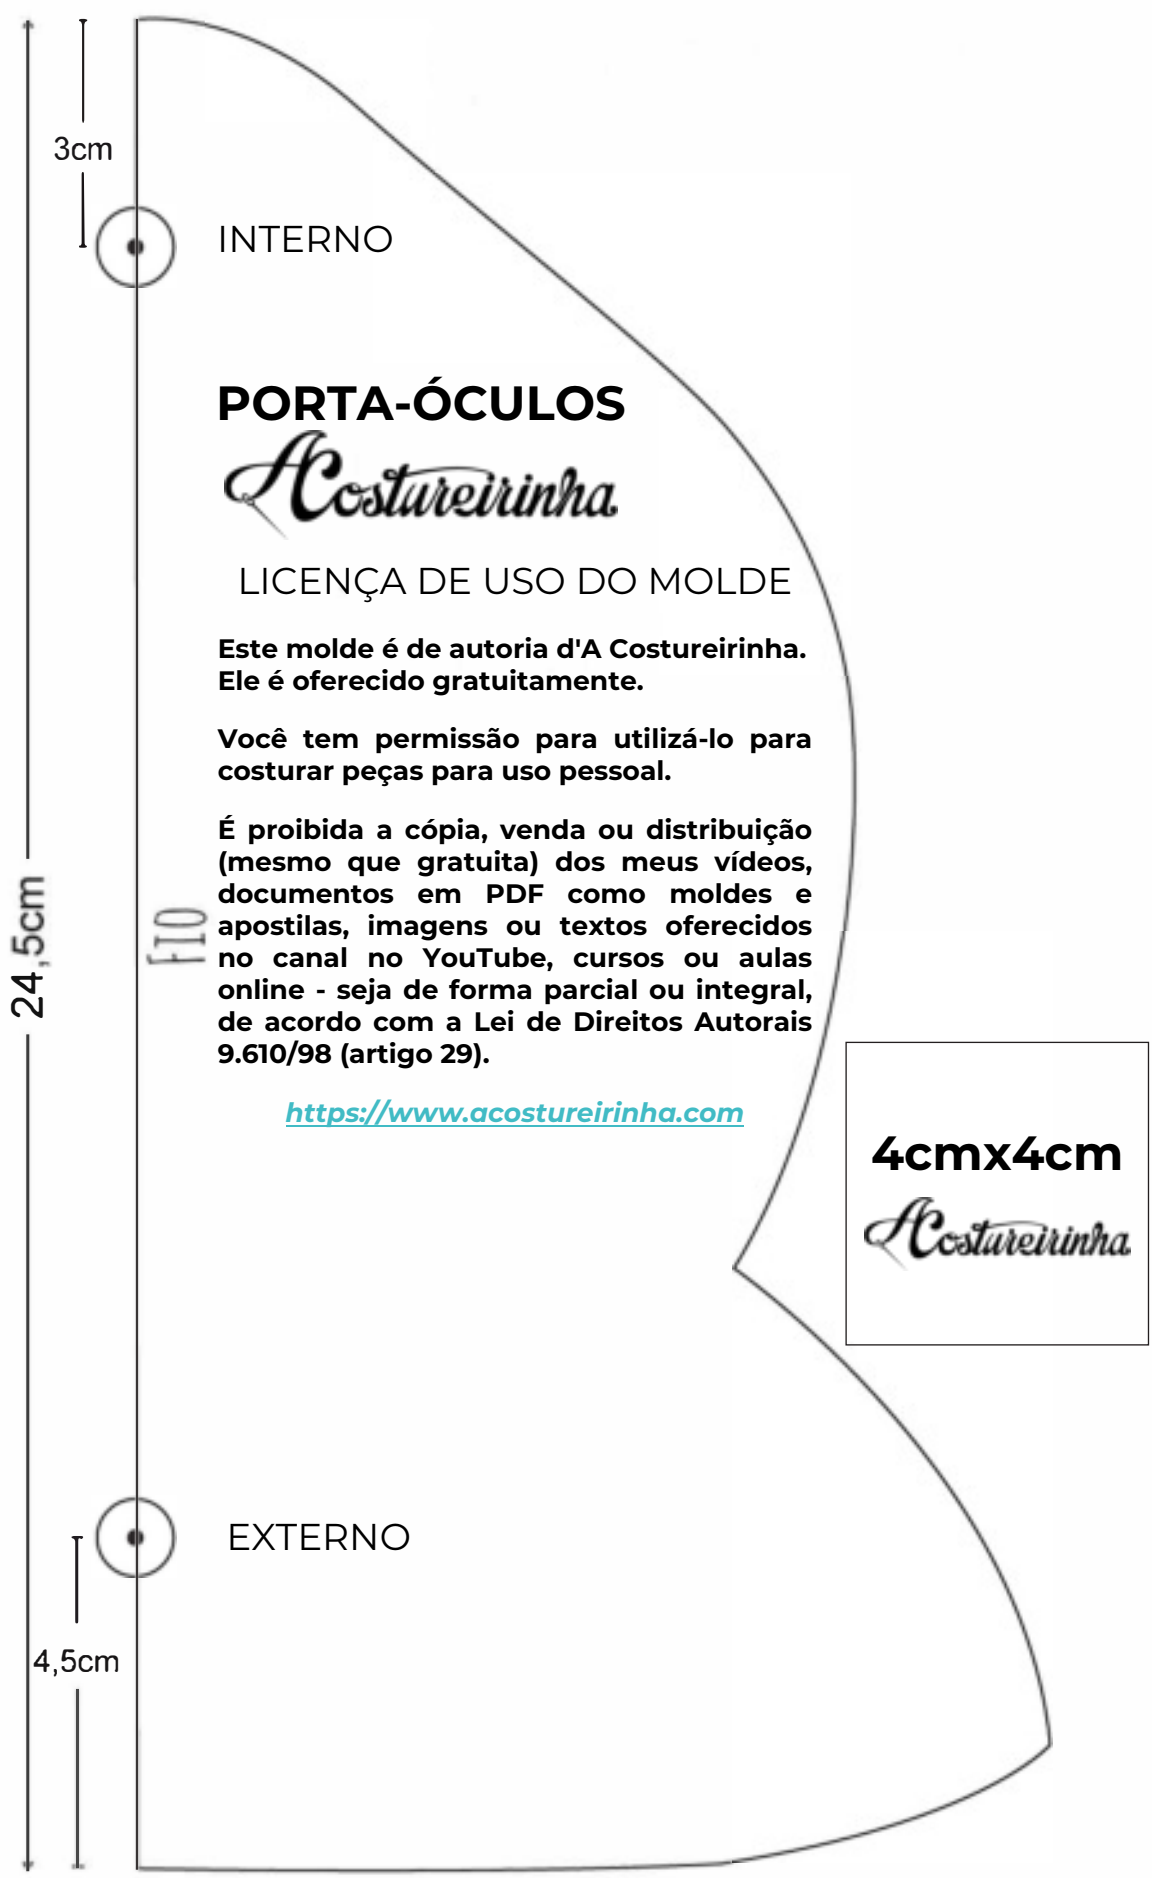 3cm
INTERNO
PORTA-ÓCULOS
A Costureirinha
LICENÇA DE USO DO MOLDE
Este molde é de autoria d'A Costureirinha.
Ele é oferecido gratuitamente.
Você tem permissão para utilizá-lo para
costurar peças para uso pessoal.
É proibida a cópia, venda ou distribuição
(mesmo que gratuita) dos meus vídeos,
documentos em PDF como moldes e
apostilas, imagens ou textos oferecidos
no canal no YouTube, cursos ou aulas
online - seja de forma parcial ou integral,
de acordo com a Lei de Direitos Autorais
9.610/98 (artigo 29).
https://www.acostureirinha.com
24,5cm
FIO
4cmx4cm
A Costureirinha
EXTERNO
4,5cm